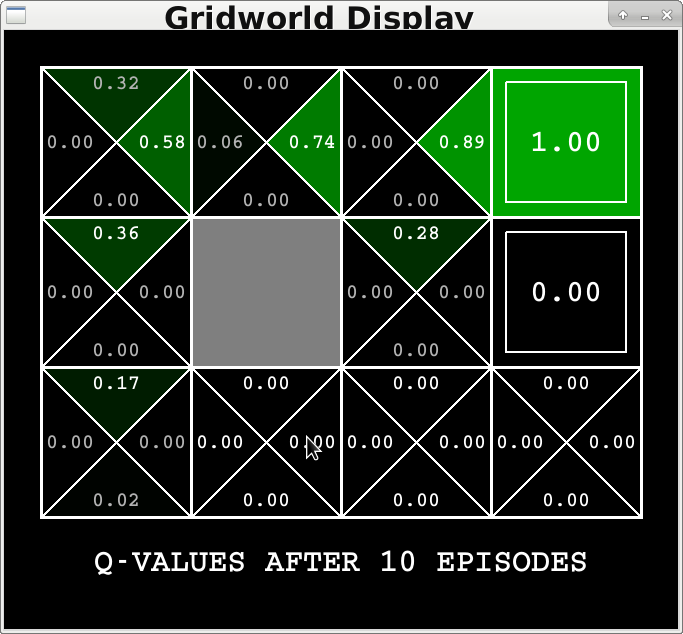 Gridworld Display
0.32 0.00 0.00
0.00 0.58 0.06 0.74 0.00 0.89 1.00
0.00 0.00 0.00
0.36 0.28
0.00 0.00 0.00 0.00 0.00
0.00 0.00
0.17 0.00 0.00 0.00
0.00 0.00 0.00 0.00 0.00 0.00 0.00 0.00
0.02 0.00 0.00 0.00
Q-VALUES AFTER 10 EPISODES